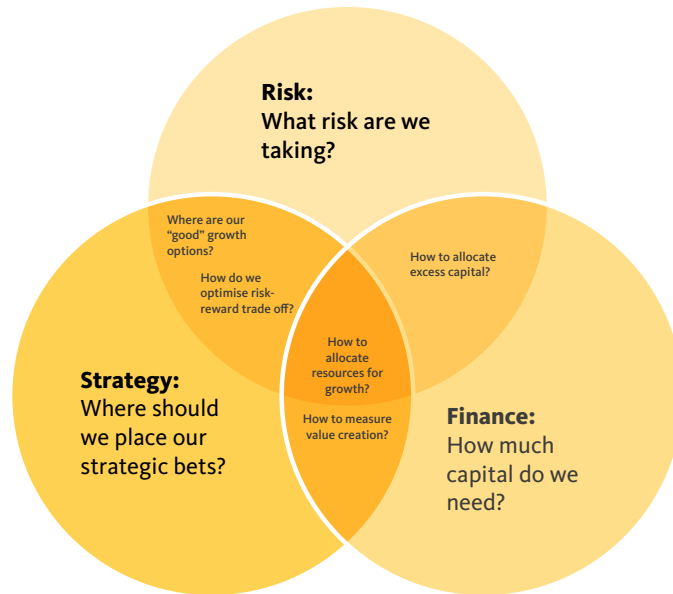 Risk:
What risk are we
taking?
Where are our
“good” growth
options?
How do we
optimise risk-
reward trade off?
How to allocate
excess capital?
How to
allocate
resources for
growth?
How to measure
value creation?
Strategy:
Where should
we place our
strategic bets?
Finance:
How much
capital do we
need?